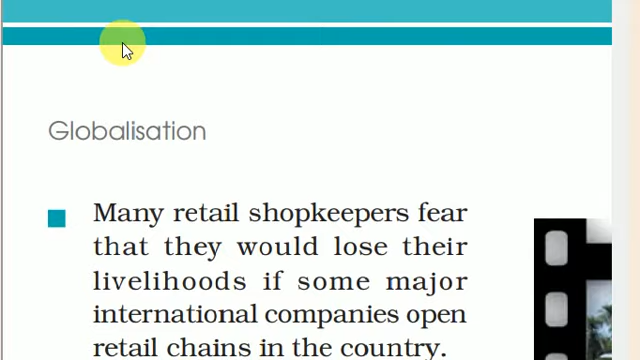 Globalisation
Many retail shopkeepers fear
that they would lose their
livelihoods if some major
international companies open
retail chains in the country.